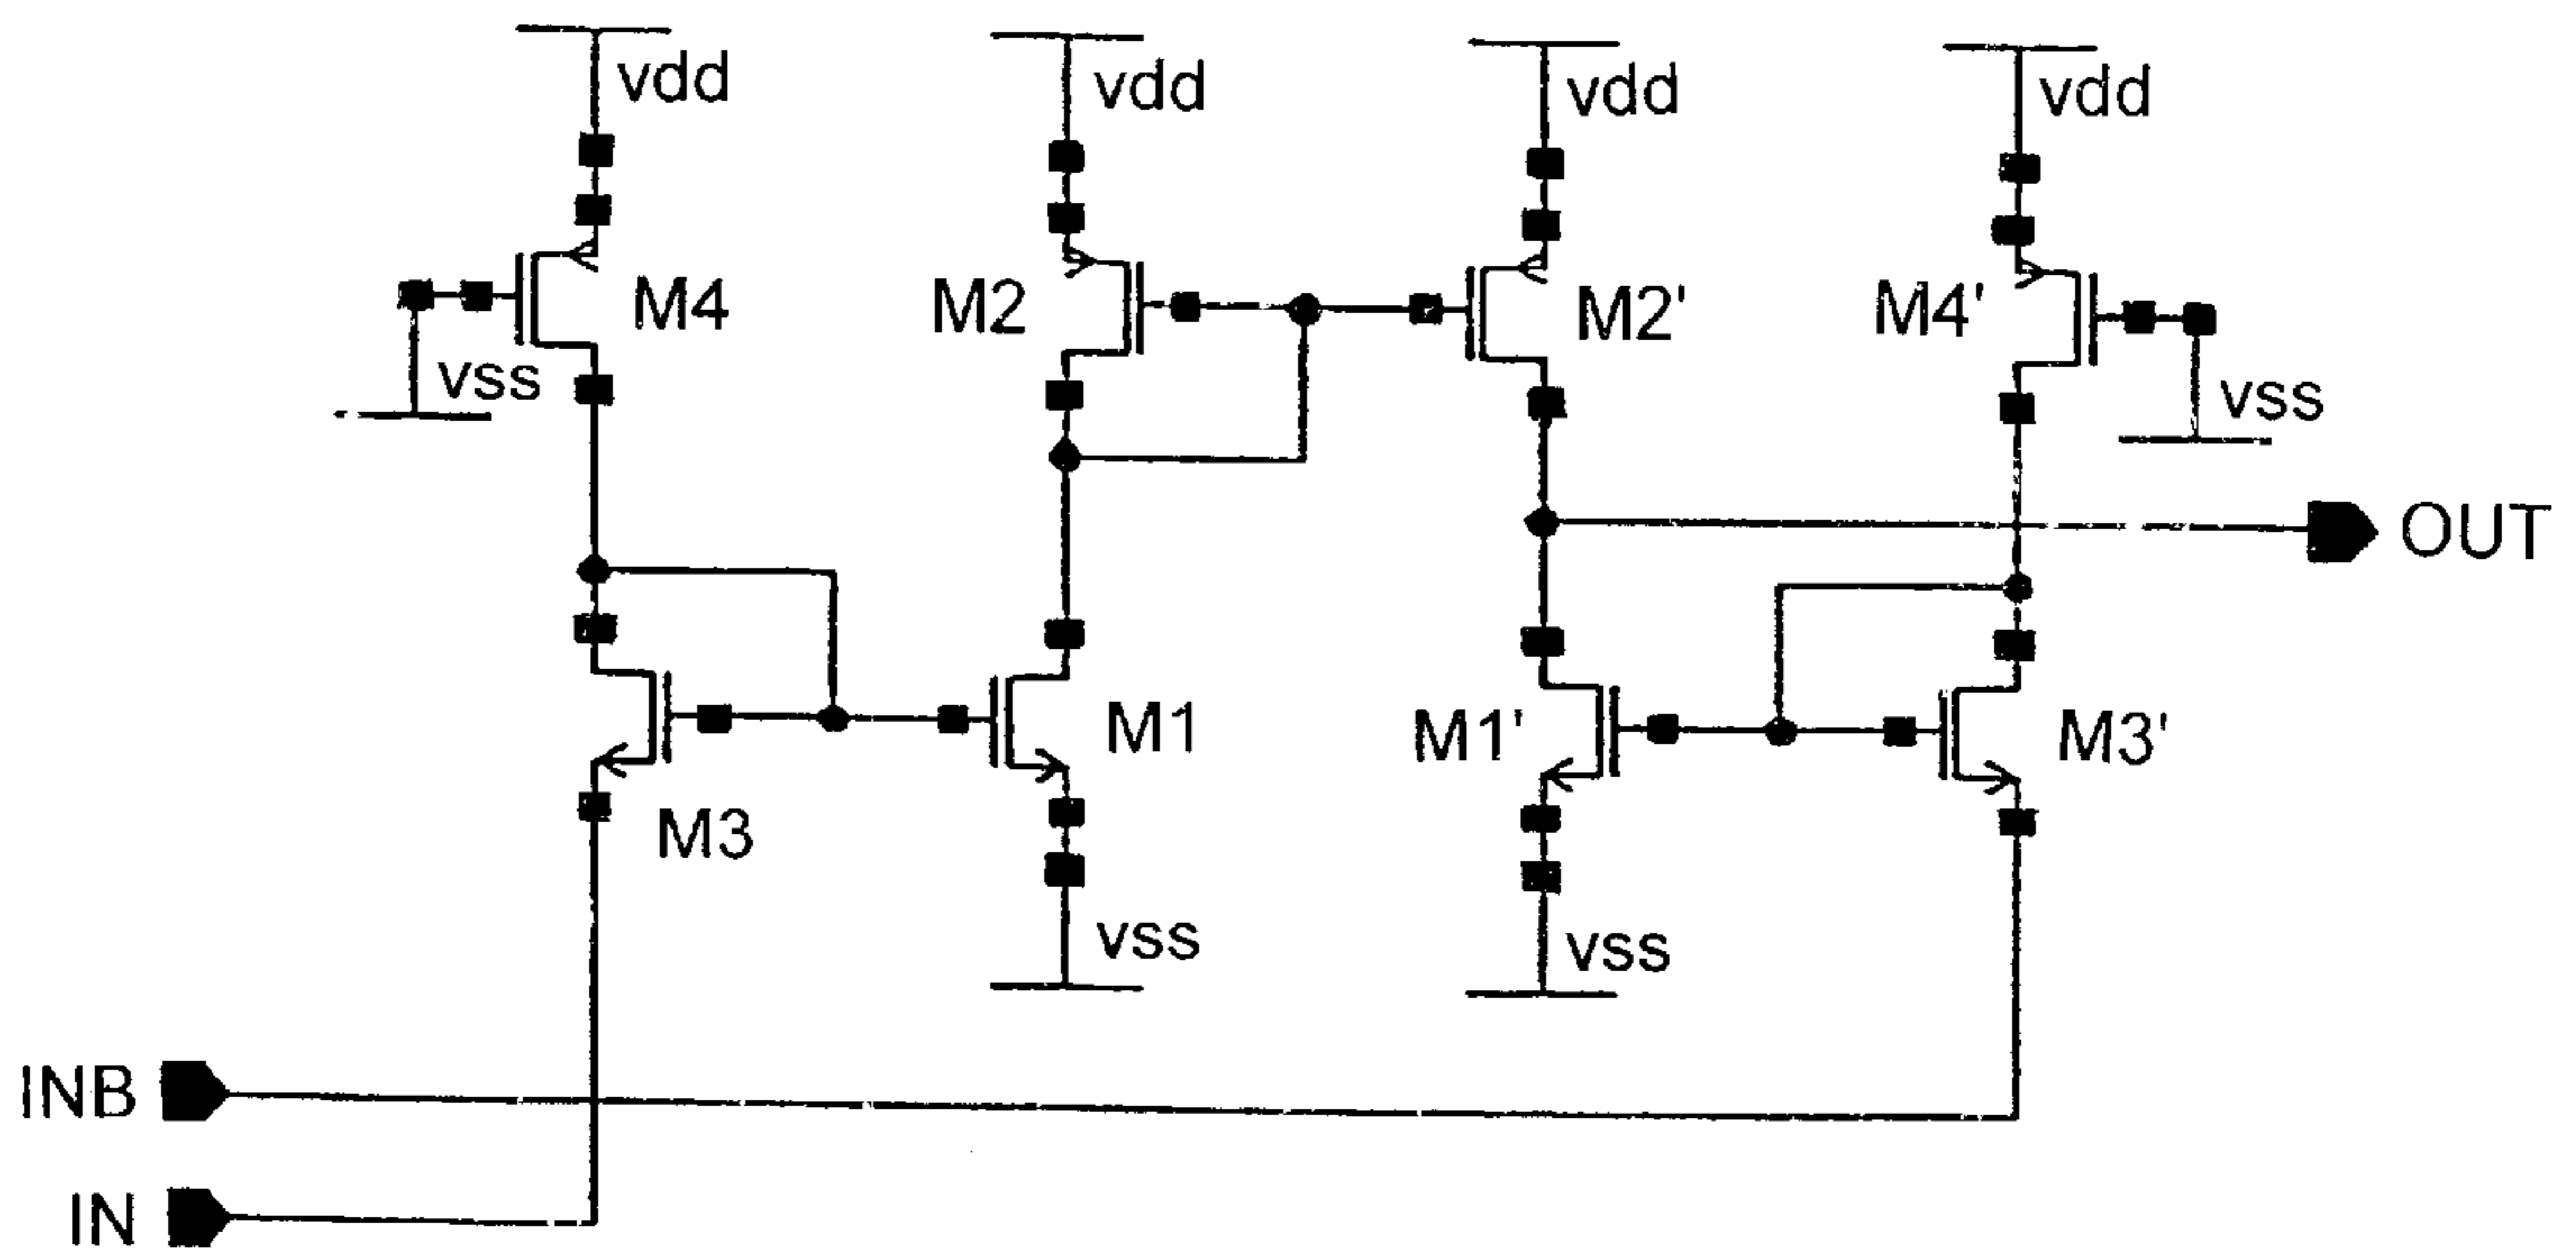 vdd
vdd
vdd
vdd
M4
M2
M2'
M4'
vss
vss
OUT
M3
M1
M1'
M3'
vss
vss
INB
IN